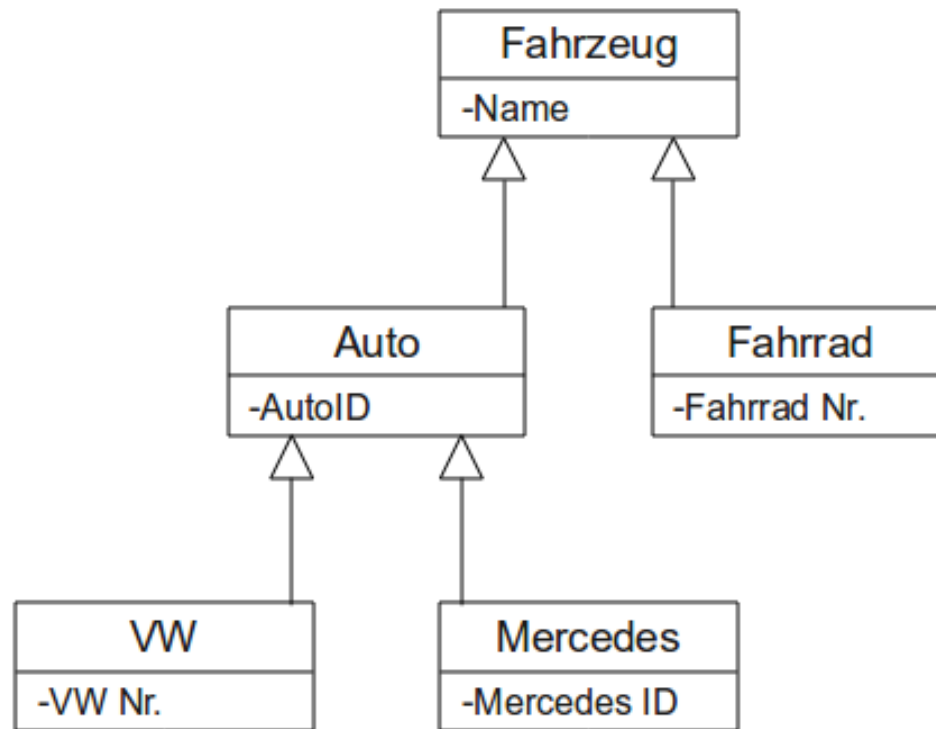 Fahrzeug
-Name
Auto
-AutoID
Fahrrad
-Fahrrad Nr.
VW
-VW Nr.
Mercedes
-Mercedes ID